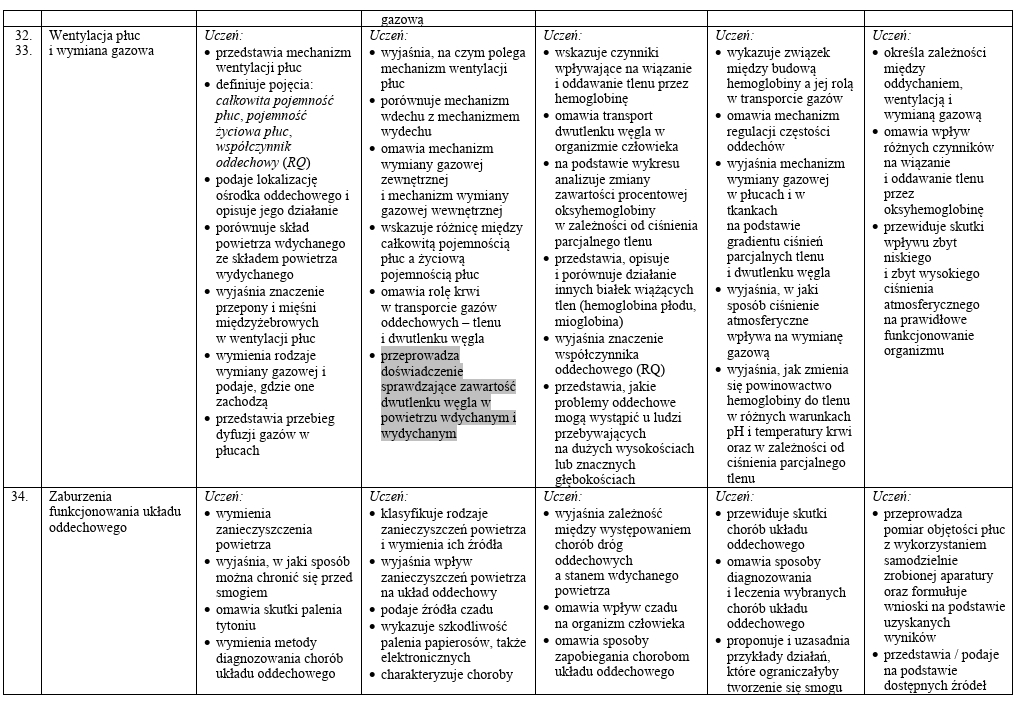 gazową
32.
33.
Wentylacja płuc
i wymiana gazowa
Uczeń:
• przedstawia mechanizm
wentylacji płuc
• definiuje pojęcia:
całkowita pojemność
płuc, pojemność
życiowa płuc,
współczynnik
oddechowy (RQ)
• podaje lokalizację
ośrodka oddechowego i
opisuje jego działanie
• porównuje skład
powietrza wdychanego
ze składem powietrza
wydychanego
• wyjaśnia znaczenie
przepony i mięśni
międzyżebrowych
w wentylacji płuc
• wymienia rodzaje
wymiany gazowej i
podaje, gdzie one
zachodzą
• przedstawia przebieg
dyfuzji gazów w
płucach
Uczeń:
• wyjaśnia, na czym polega
mechanizm wentylacji
płuc
• porównuje mechanizm
wdechu z mechanizmem
wydechu
• omawia mechanizm
wymiany gazowej
zewnętrznej
i mechanizm wymiany
gazowej wewnętrznej
• wskazuje różnicę między
całkowitą pojemnością
płuc a życiową
pojemnością płuc
• omawia rolę krwi
w transporcie gazów
oddechowych – tlenu
i dwutlenku węgla
• przeprowadza
doświadczenie
sprawdzające zawartość
dwutlenku węgla w
powietrzu wdychanym i
wydychanym
Uczeń:
• wskazuje czynniki
wpływające na wiązanie
i oddawanie tlenu przez
hemoglobinę
• omawia transport
dwutlenku węgla w
organizmie człowieka
• na podstawie wykresu
analizuje zmiany
zawartości procentowej
oksyhemoglobiny
w zależności od ciśnienia
parcjalnego tlenu
• przedstawia, opisuje
i porównuje działanie
innych białek wiążących
tlen (hemoglobina płodu,
mioglobina)
• wyjaśnia znaczenie
współczynnika
oddechowego (RQ)
• przedstawia, jakie
problemy oddechowe
mogą wystąpić u ludzi
przebywających
na dużych wysokościach
lub znacznych
głębokościach
Uczeń:
• wykazuje związek
między budową
hemoglobiny a jej rolą
w transporcie gazów
• omawia mechanizm
regulacji częstości
oddechów
• wyjaśnia mechanizm
wymiany gazowej
w płucach i w
tkankach
na podstawie
gradientu ciśnień
parcjalnych tlenu
i dwutlenku węgla
• wyjaśnia, w jaki
sposób ciśnienie
atmosferyczne
wpływa na wymianę
gazową
• wyjaśnia, jak zmienia
się powinowactwo
hemoglobiny do tlenu
w różnych warunkach
pH i temperatury krwi
oraz w zależności od
ciśnienia parcjalnego
tlenu
Uczeń:
• określa zależności
między
oddychaniem,
wentylacją i
wymianą gazową
• omawia wpływ
różnych czynników
na wiązanie
i oddawanie tlenu
przez
oksyhemoglobinę
• przewiduje skutki
wpływu zbyt
niskiego
i zbyt wysokiego
ciśnienia
atmosferycznego
na prawidłowe
funkcjonowanie
organizmu
34.
Zaburzenia
funkcjonowania układu
oddechowego
Uczeń:
• wymienia
zanieczyszczenia
powietrza
• wyjaśnia, w jaki sposób
można chronić się przed
smogiem
• omawia skutki palenia
tytoniu
• wymienia metody
diagnozowania chorób
układu oddechowego
Uczeń:
• klasyfikuje rodzaje
zanieczyszczeń powietrza
i wymienia ich źródła
• wyjaśnia wpływ
zanieczyszczeń powietrza
na układ oddechowy
• podaje źródła czadu
• wykazuje szkodliwość
palenia papierosów, także
elektronicznych
• charakteryzuje choroby
Uczeń:
• wyjaśnia zależność
między występowaniem
chorób dróg
oddechowych
a stanem wdychanego
powietrza
• omawia wpływ czadu
na organizm człowieka
• omawia sposoby
zapobiegania chorobom
układu oddechowego
Uczeń:
• przewiduje skutki
chorób układu
oddechowego
• omawia sposoby
diagnozowania
i leczenia wybranych
chorób układu
oddechowego
• proponuje i uzasadnia
przykłady działań,
które ograniczałyby
tworzenie się smogu
Uczeń:
• przeprowadza
pomiar objętości płuc
z wykorzystaniem
samodzielnie
zrobionej aparatury
oraz formułuje
wnioski na podstawie
uzyskanych
wyników
• przedstawia / podaje
na podstawie
dostępnych źródeł